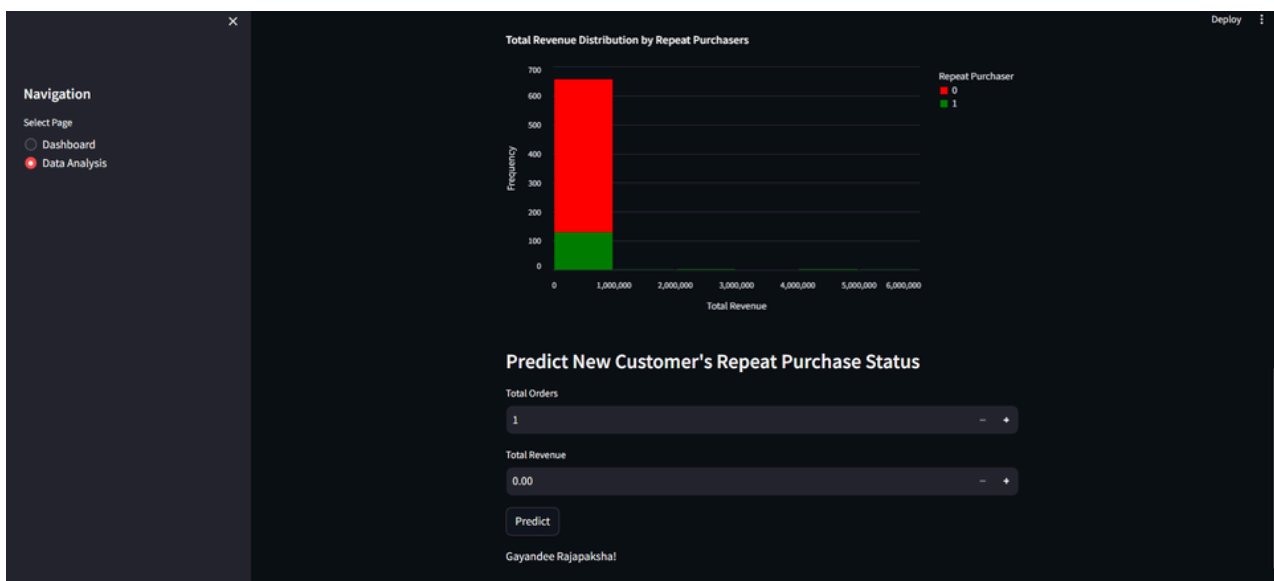 ×
Deploy
Navigation
Select Page
Dashboard
Data Analysis
Total Revenue Distribution by Repeat Purchasers
700
600
500
400
300
200
100
0
Frequency
0 1,000,000 2,000,000 3,000,000 4,000,000 5,000,000 6,000,000
Total Revenue
Repeat Purchaser
0
1
Predict New Customer's Repeat Purchase Status
Total Orders
1 − +
Total Revenue
0.00 − +
Predict
Gayandee Rajapaksha!